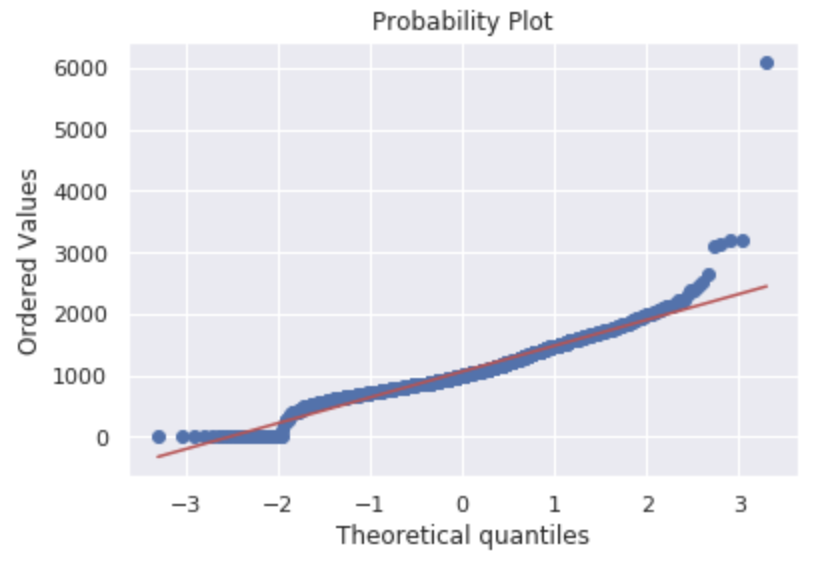 Probability Plot
6000
5000
4000
3000
2000
1000
0
Ordered Values
−3 −2 −1 0 1 2 3
Theoretical quantiles